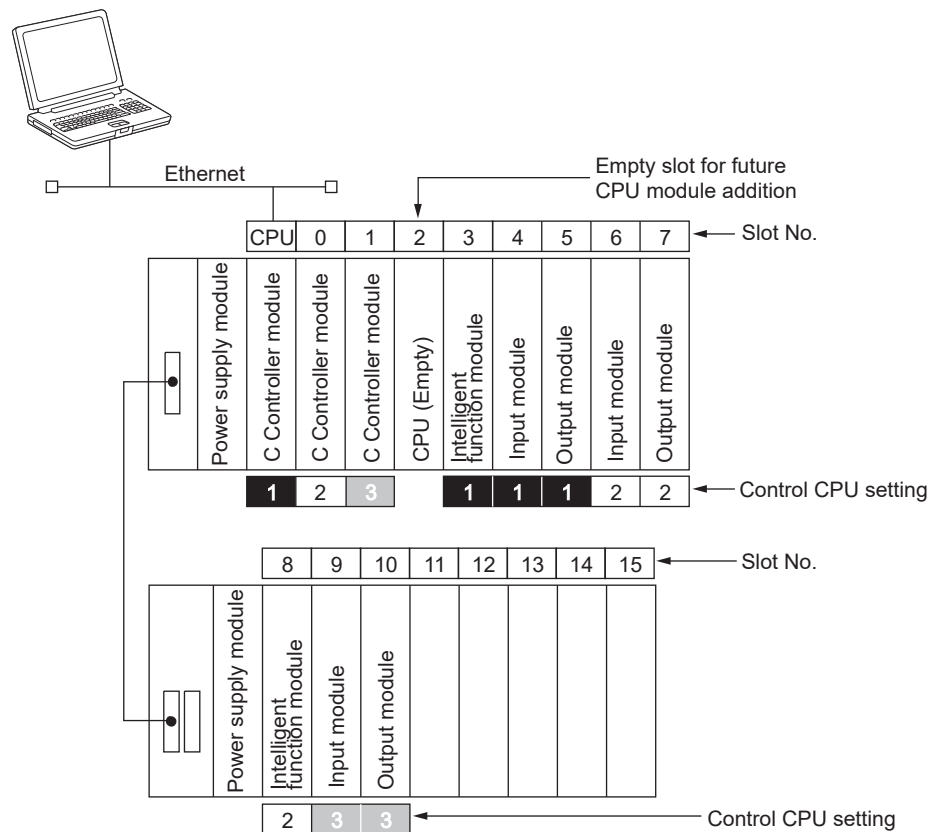 Ethernet
Empty slot for future
CPU module addition
CPU 0 1 2 3 4 5 6 7
Slot No.
Power supply module
C Controller module
C Controller module
C Controller module
CPU (Empty)
Intelligent
function module
Input module
Output module
Input module
Output module
1 2 3 1 1 1 2 2
Control CPU setting
8 9 10 11 12 13 14 15
Slot No.
Power supply module
Intelligent
function module
Input module
Output module
2 3 3
Control CPU setting